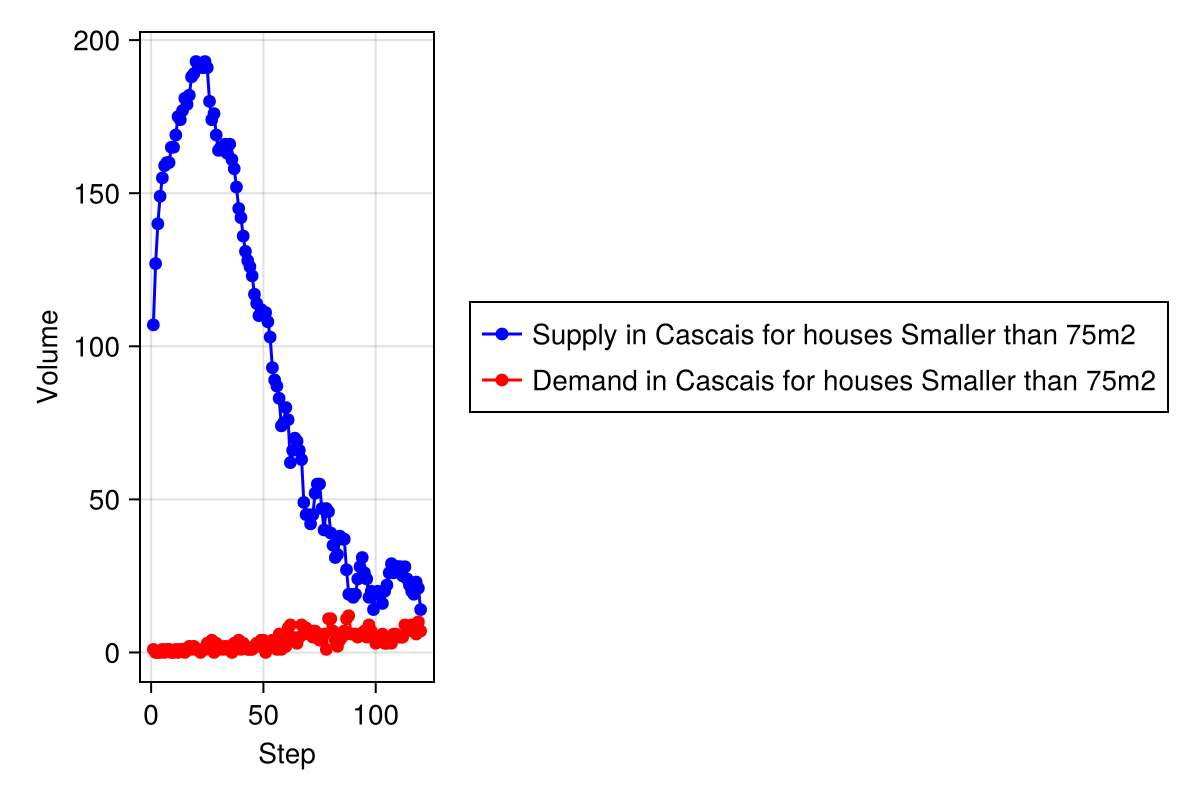 200
150
100
50
0
Volume
0 50 100
Step
Supply in Cascais for houses Smaller than 75m2
Demand in Cascais for houses Smaller than 75m2